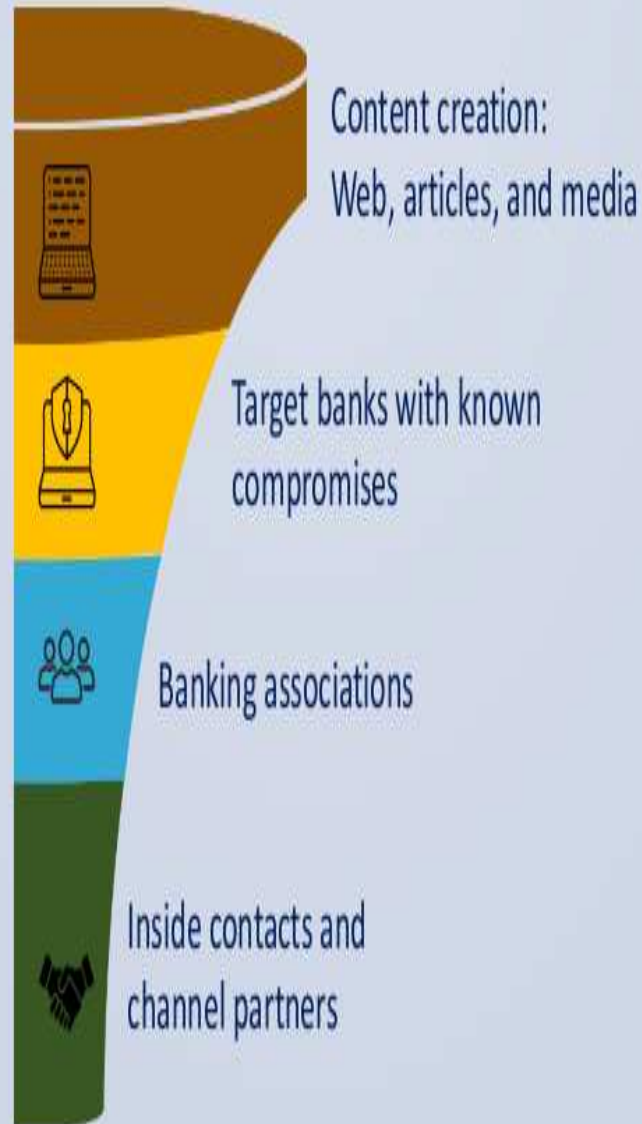 Content creation:
Web, articles, and media
Target banks with known
compromises
Banking associations
Inside contacts and
channel partners